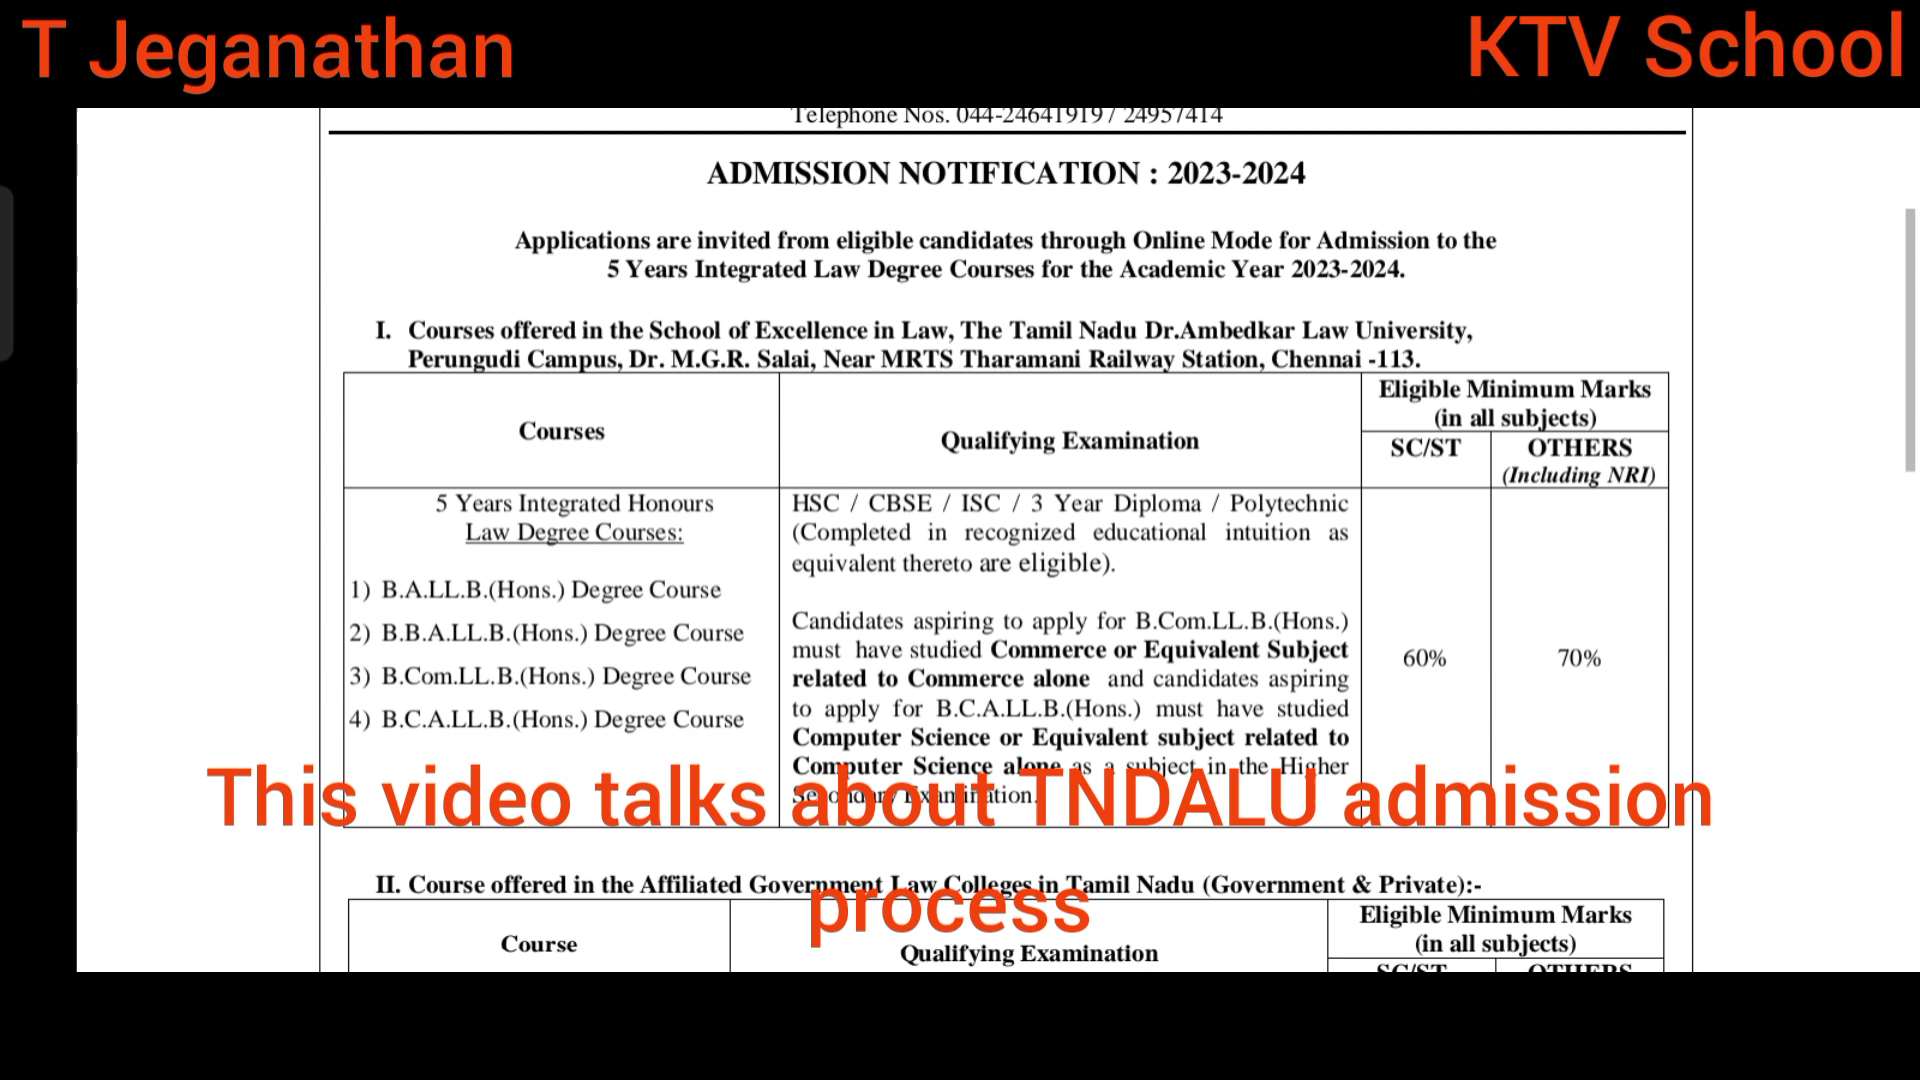 T Jeganathan
KTV School
Telephone Nos. 044-24641919 / 24957414
ADMISSION NOTIFICATION : 2023-2024
Applications are invited from eligible candidates through Online Mode for Admission to the
5 Years Integrated Law Degree Courses for the Academic Year 2023-2024.
I. Courses offered in the School of Excellence in Law, The Tamil Nadu Dr.Ambedkar Law University,
Perungudi Campus, Dr. M.G.R. Salai, Near MRTS Tharamani Railway Station, Chennai -113.
Courses
Qualifying Examination
Eligible Minimum Marks
(in all subjects)
SC/ST
OTHERS
(Including NRI)
5 Years Integrated Honours
Law Degree Courses:
1) B.A.LL.B.(Hons.) Degree Course
2) B.B.A.LL.B.(Hons.) Degree Course
3) B.Com.LL.B.(Hons.) Degree Course
4) B.C.A.LL.B.(Hons.) Degree Course
HSC / CBSE / ISC / 3 Year Diploma / Polytechnic
(Completed in recognized educational intuition as
equivalent thereto are eligible).
Candidates aspiring to apply for B.Com.LL.B.(Hons.)
must have studied Commerce or Equivalent Subject
related to Commerce alone and candidates aspiring
to apply for B.C.A.LL.B.(Hons.) must have studied
Computer Science or Equivalent subject related to
Computer Science alone as a subject in the Higher
Secondary Examination.
60%
70%
This video talks about TNDALU admission
process
II. Course offered in the Affiliated Government Law Colleges in Tamil Nadu (Government & Private):-
Course
Qualifying Examination
Eligible Minimum Marks
(in all subjects)
SC/ST
OTHERS